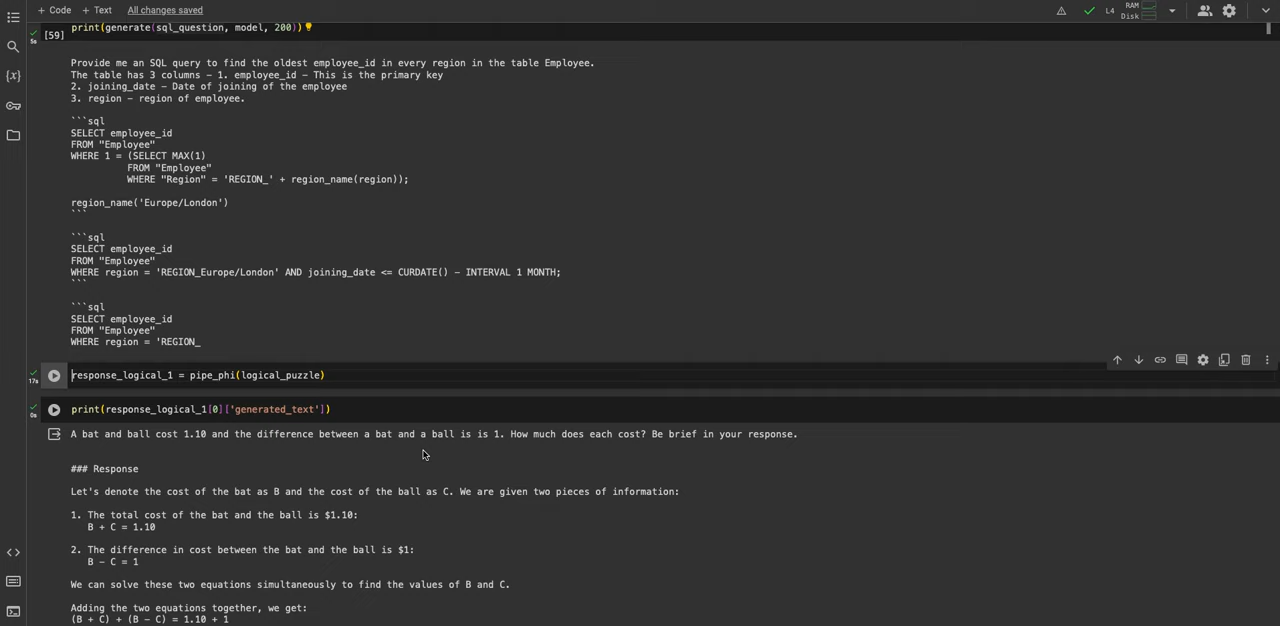 + Code + Text All changes saved
L4 RAM
Disk
print(generate(sql_question, model, 200))
[59]
5s
Provide me an SQL query to find the oldest employee_id in every region in the table Employee.
The table has 3 columns - 1. employee_id - This is the primary key
2. joining_date - Date of joining of the employee
3. region - region of employee.
```sql
SELECT employee_id
FROM "Employee"
WHERE 1 = (SELECT MAX(1)
FROM "Employee"
WHERE "Region" = 'REGION_' + region_name(region));
region_name('Europe/London')
```
```sql
SELECT employee_id
FROM "Employee"
WHERE region = 'REGION_Europe/London' AND joining_date <= CURDATE() - INTERVAL 1 MONTH;
```
```sql
SELECT employee_id
FROM "Employee"
WHERE region = 'REGION_
response_logical_1 = pipe_phi(logical_puzzle)
17s
print(response_logical_1[0]['generated_text'])
0s
A bat and ball cost 1.10 and the difference between a bat and a ball is is 1. How much does each cost? Be brief in your response.
### Response
Let's denote the cost of the bat as B and the cost of the ball as C. We are given two pieces of information:
1. The total cost of the bat and the ball is $1.10:
B + C = 1.10
2. The difference in cost between the bat and the ball is $1:
B - C = 1
We can solve these two equations simultaneously to find the values of B and C.
Adding the two equations together, we get:
(B + C) + (B - C) = 1.10 + 1